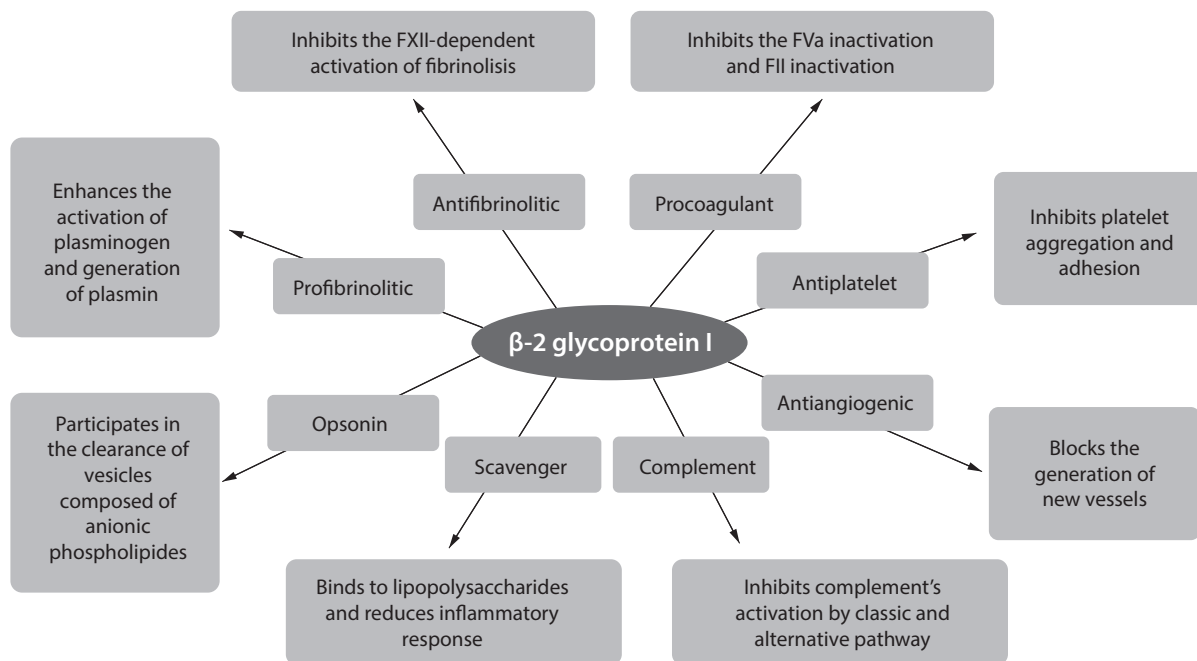 Inhibits the FXII-dependent
activation of fibrinolisis
Inhibits the FVa inactivation
and FII inactivation
Enhances the
activation of
plasminogen
and generation
of plasmin
Antifibrinolitic
Procoagulant
Inhibits platelet
aggregation and
adhesion
Profibrinolitic
Antiplatelet
β-2 glycoprotein I
Participates in
the clearance of
vesicles
composed of
anionic
phospholipides
Opsonin
Antiangiogenic
Scavenger
Complement
Blocks the
generation of
new vessels
Binds to lipopolysaccharides
and reduces inflammatory
response
Inhibits complement’s
activation by classic and
alternative pathway